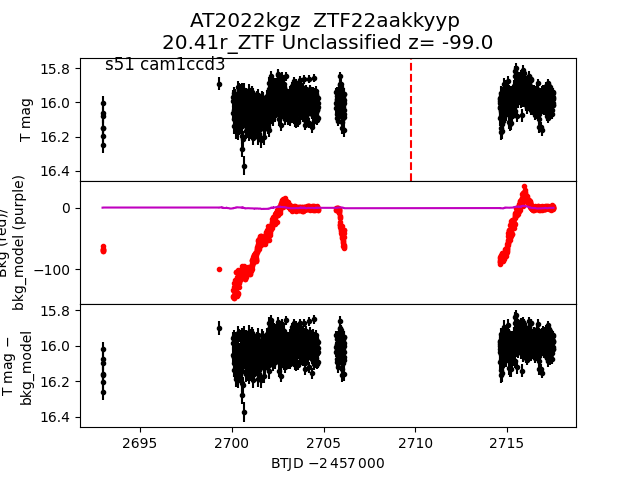 AT2022kgz ZTF22aakkyyp
20.41r_ZTF Unclassified z= -99.0
s51 cam1ccd3
15.8
16.0
16.2
16.4
T mag
0
−100
bkg_model (purple)
15.8
16.0
16.2
16.4
T mag −
bkg_model
2695
2700
2705
2710
2715
BTJD −2 457 000